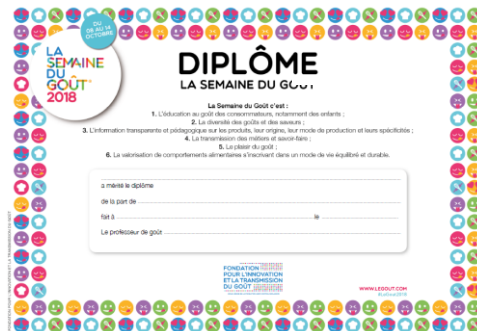 DU
08 AU 14
OCTOBRE
LA
SEMAINE
DU
GOÛT
2018
DIPLÔME
LA SEMAINE DU GOÛT
La Semaine du Goût c'est :
1. L'éducation au goût des consommateurs, notamment des enfants ;
2. La diversité des goûts et des saveurs ;
3. L'information transparente et pédagogique sur les produits, leur origines, leur mode de production et leurs spécificités ;
4. La transmission des métiers et savoir-faire ;
5. Le plaisir du goût ;
6. La valorisation de comportements alimentaires s'inscrivant dans un mode de vie équilibré et durable.
a mérité le diplôme
de la part de
fait à le
Le professeur de goût
FONDATION
POUR L'INNOVATION
ET LA TRANSMISSION
DU GOÛT
WWW.LEGOUT.COM